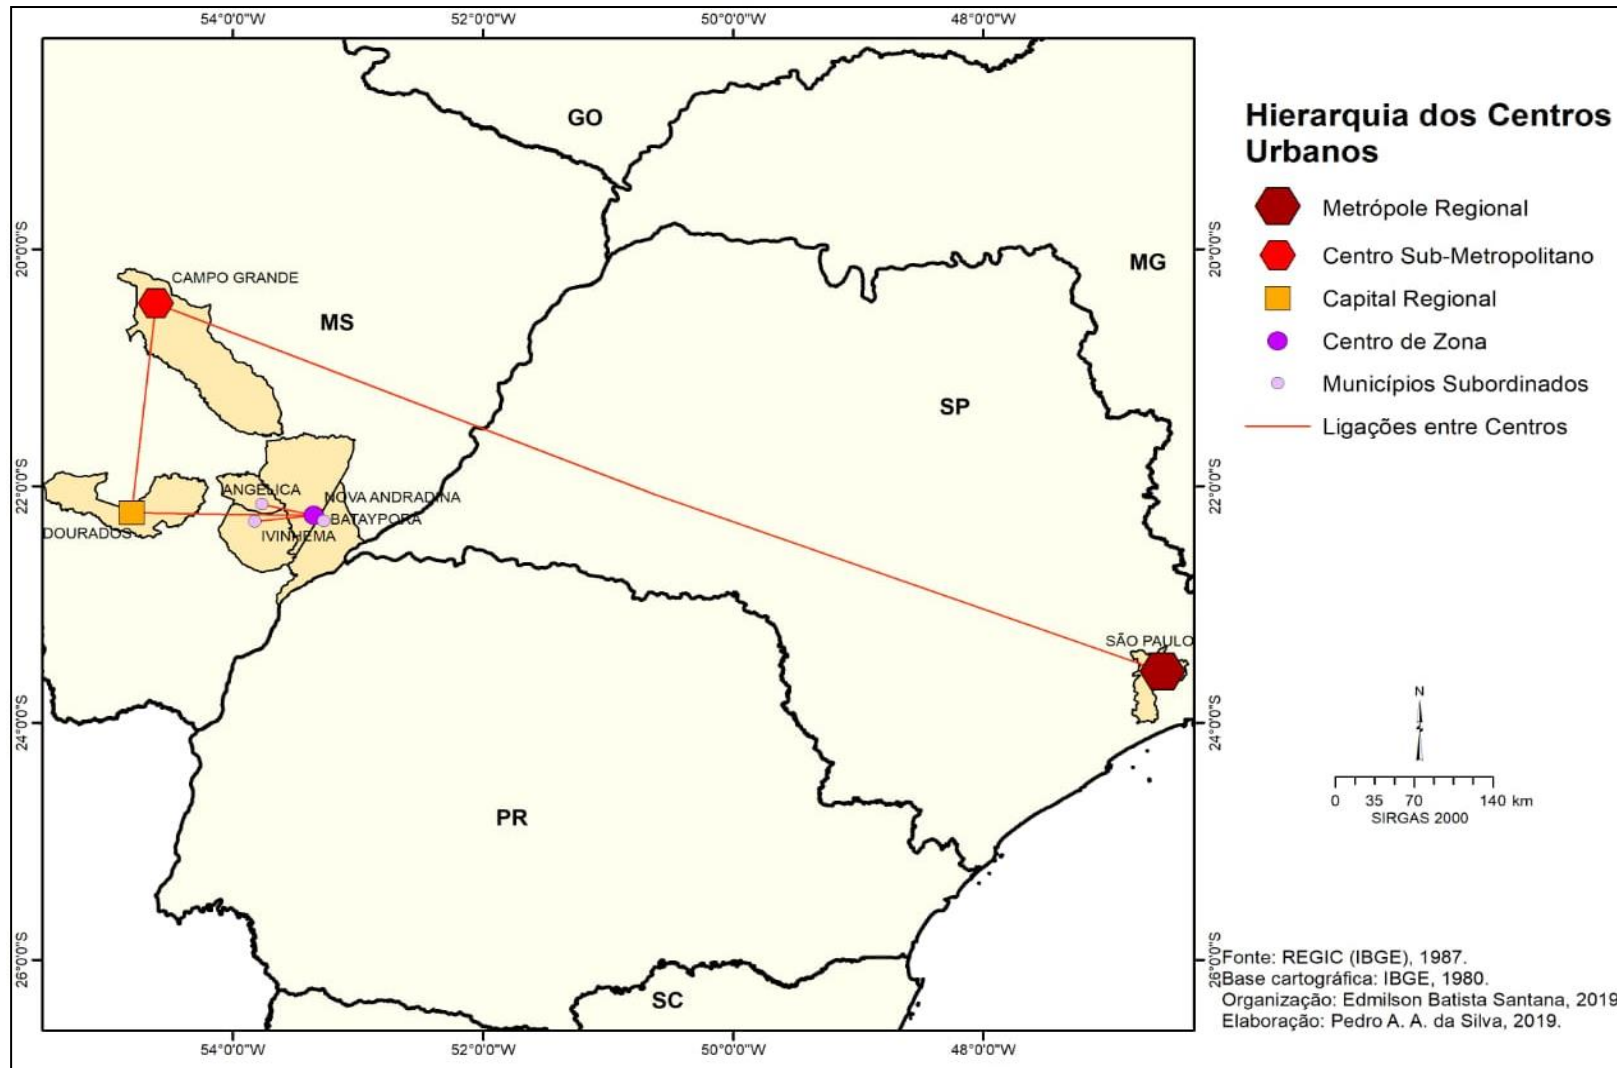 54°0'0"W
52°0'0"W
50°0'0"W
48°0'0"W
GO
MG
MS
SP
PR
SC
CAMPO GRANDE
ANGÉLICA
NOVA ANDRADINA
BATAYPORA
DOURADOS
IVINHEMA
SÃO PAULO
20°0'0"S
22°0'0"S
24°0'0"S
26°0'0"S
20°0'0"S
22°0'0"S
24°0'0"S
26°0'0"S
54°0'0"W
52°0'0"W
50°0'0"W
48°0'0"W
Hierarquia dos Centros
Urbanos
Metrópole Regional
Centro Sub-Metropolitano
Capital Regional
Centro de Zona
Municípios Subordinados
Ligações entre Centros
N
0 35 70 140 km
SIRGAS 2000
Fonte: REGIC (IBGE), 1987.
Base cartográfica: IBGE, 1980.
Organização: Edmilson Batista Santana, 2019
Elaboração: Pedro A. A. da Silva, 2019.